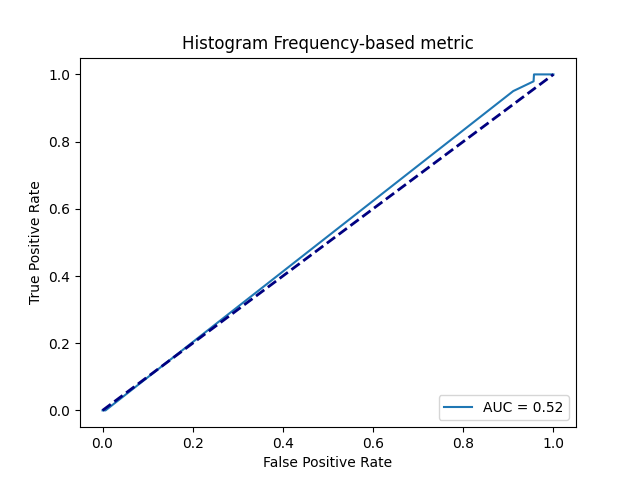 Histogram Frequency-based metric
1.0
0.8
0.6
0.4
0.2
0.0
True Positive Rate
AUC = 0.52
0.0 0.2 0.4 0.6 0.8 1.0
False Positive Rate